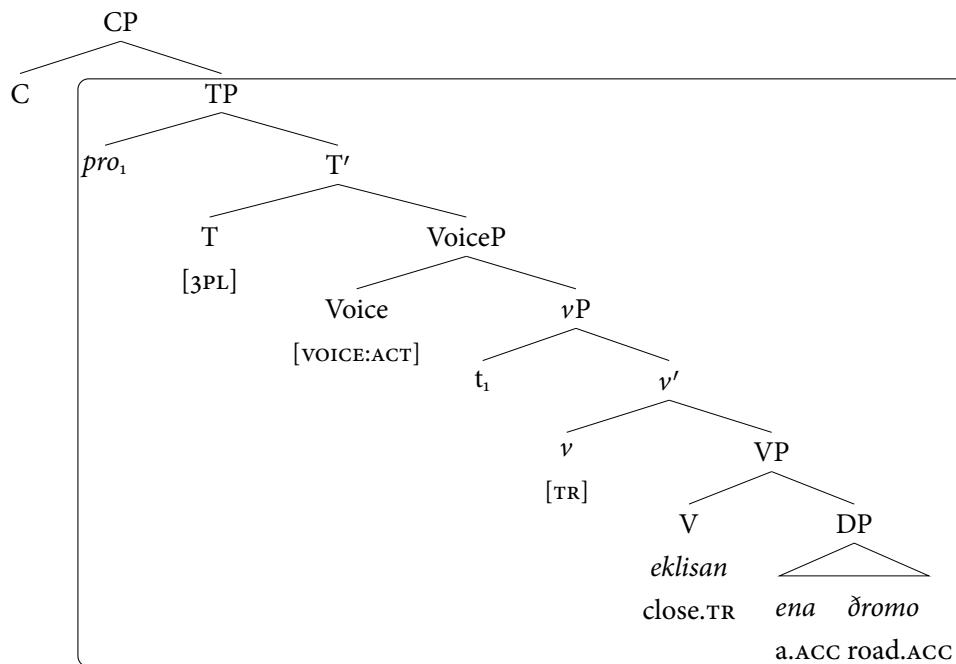 CP
C TP
pro₁ T′
T VoiceP
[3PL]
Voice vP
[VOICE:ACT]
t₁ v′
v VP
[TR]
V DP
eklisan
close.TR ena ðromo
a.ACC road.ACC